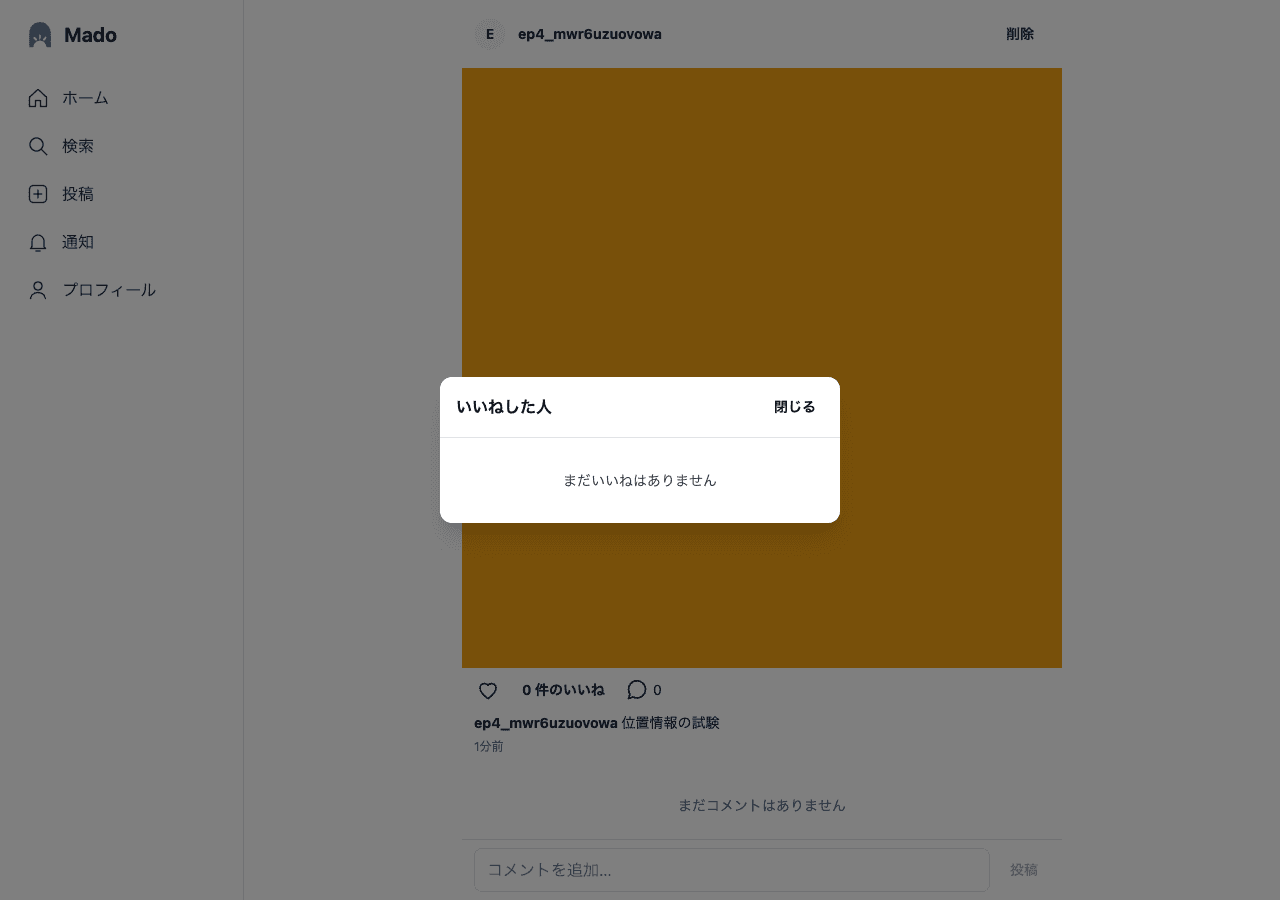 Mado
ホーム
検索
投稿
通知
プロフィール
E ep4_mwr6uzuovowa 削除
いいねした人 閉じる
まだいいねはありません
0 件のいいね 0
ep4_mwr6uzuovowa 位置情報の試験
1分前
まだコメントはありません
コメントを追加... 投稿